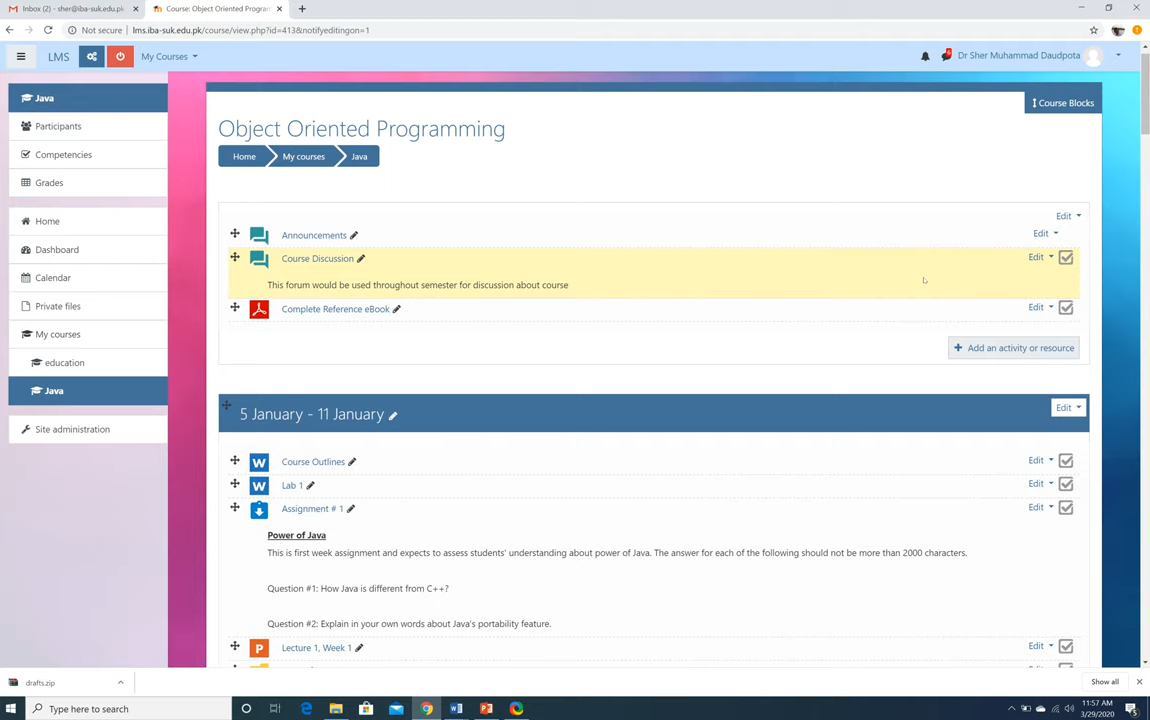 Inbox (2) - sher@iba-suk.edu.pk
Course: Object Oriented Program
Not secure
lms.iba-suk.edu.pk/course/view.php?id=413&notifyeditingon=1
LMS
My Courses
Dr Sher Muhammad Daudpota
Java
Participants
Competencies
Grades
Home
Dashboard
Calendar
Private files
My courses
education
Java
Site administration
Course Blocks
Object Oriented Programming
Home
My courses
Java
Edit
Announcements
Edit
Course Discussion
Edit
This forum would be used throughout semester for discussion about course
Complete Reference eBook
Edit
Add an activity or resource
5 January - 11 January
Edit
Course Outlines
Edit
Lab 1
Edit
Assignment # 1
Edit
Power of Java
This is first week assignment and expects to assess students' understanding about power of Java. The answer for each of the following should not be more than 2000 characters.
Question #1: How Java is different from C++?
Question #2: Explain in your own words about Java's portability feature.
Lecture 1, Week 1
Edit
drafts.zip
Show all
Type here to search
11:57 AM
3/29/2020